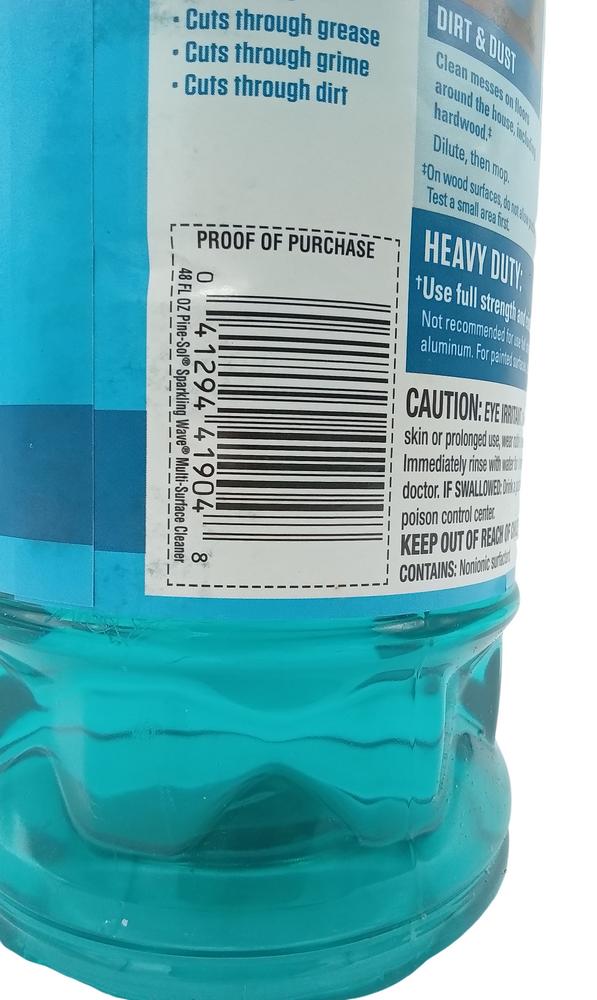 • Cuts through grease
• Cuts through grime
• Cuts through dirt
PROOF OF PURCHASE
0 41294 41904 8
48 FL OZ Pine-Sol® Sparkling Wave® Multi-Surface Cleaner
DIRT & DUST
Clean messes on floors
around the house, including
hardwood.‡
Dilute, then mop.
‡On wood surfaces, do not allow
Test a small area first.
HEAVY DUTY:
†Use full strength and
Not recommended for use
aluminum. For painted surfaces
CAUTION: EYE IRRITANT
skin or prolonged use, wear
Immediately rinse with water
doctor. IF SWALLOWED: Drink a
poison control center.
KEEP OUT OF REACH OF
CONTAINS: Nonionic surfactant